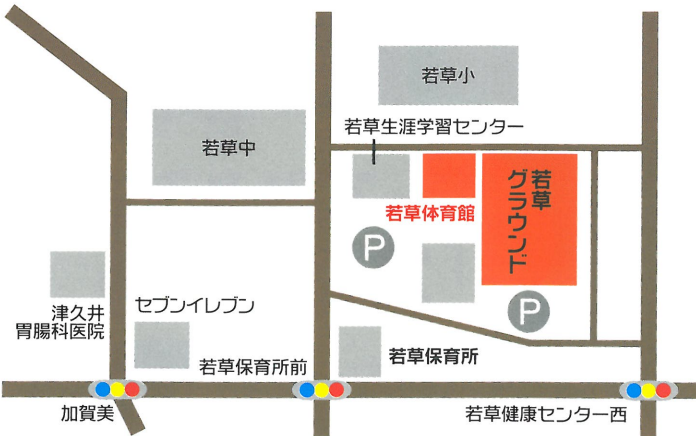 若草小
若草生涯学習センター
若草中
若草体育館
若草
グラウンド
P
津久井
胃腸科医院
セブンイレブン
P
若草保育所前
若草保育所
加賀美
若草健康センター西